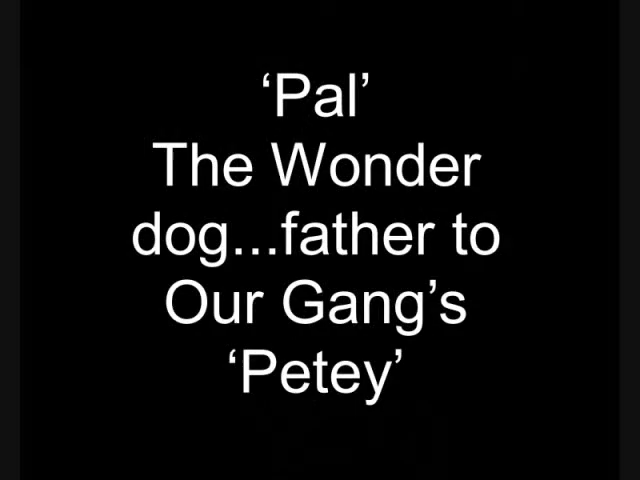 ‘Pal’
The Wonder
dog...father to
Our Gang’s
‘Petey’